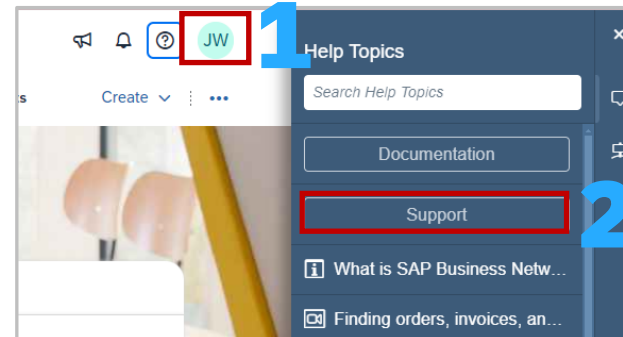 JW
1
Help Topics
s
Create
Search Help Topics
Documentation
Support
2
What is SAP Business Netw...
Finding orders, invoices, an...